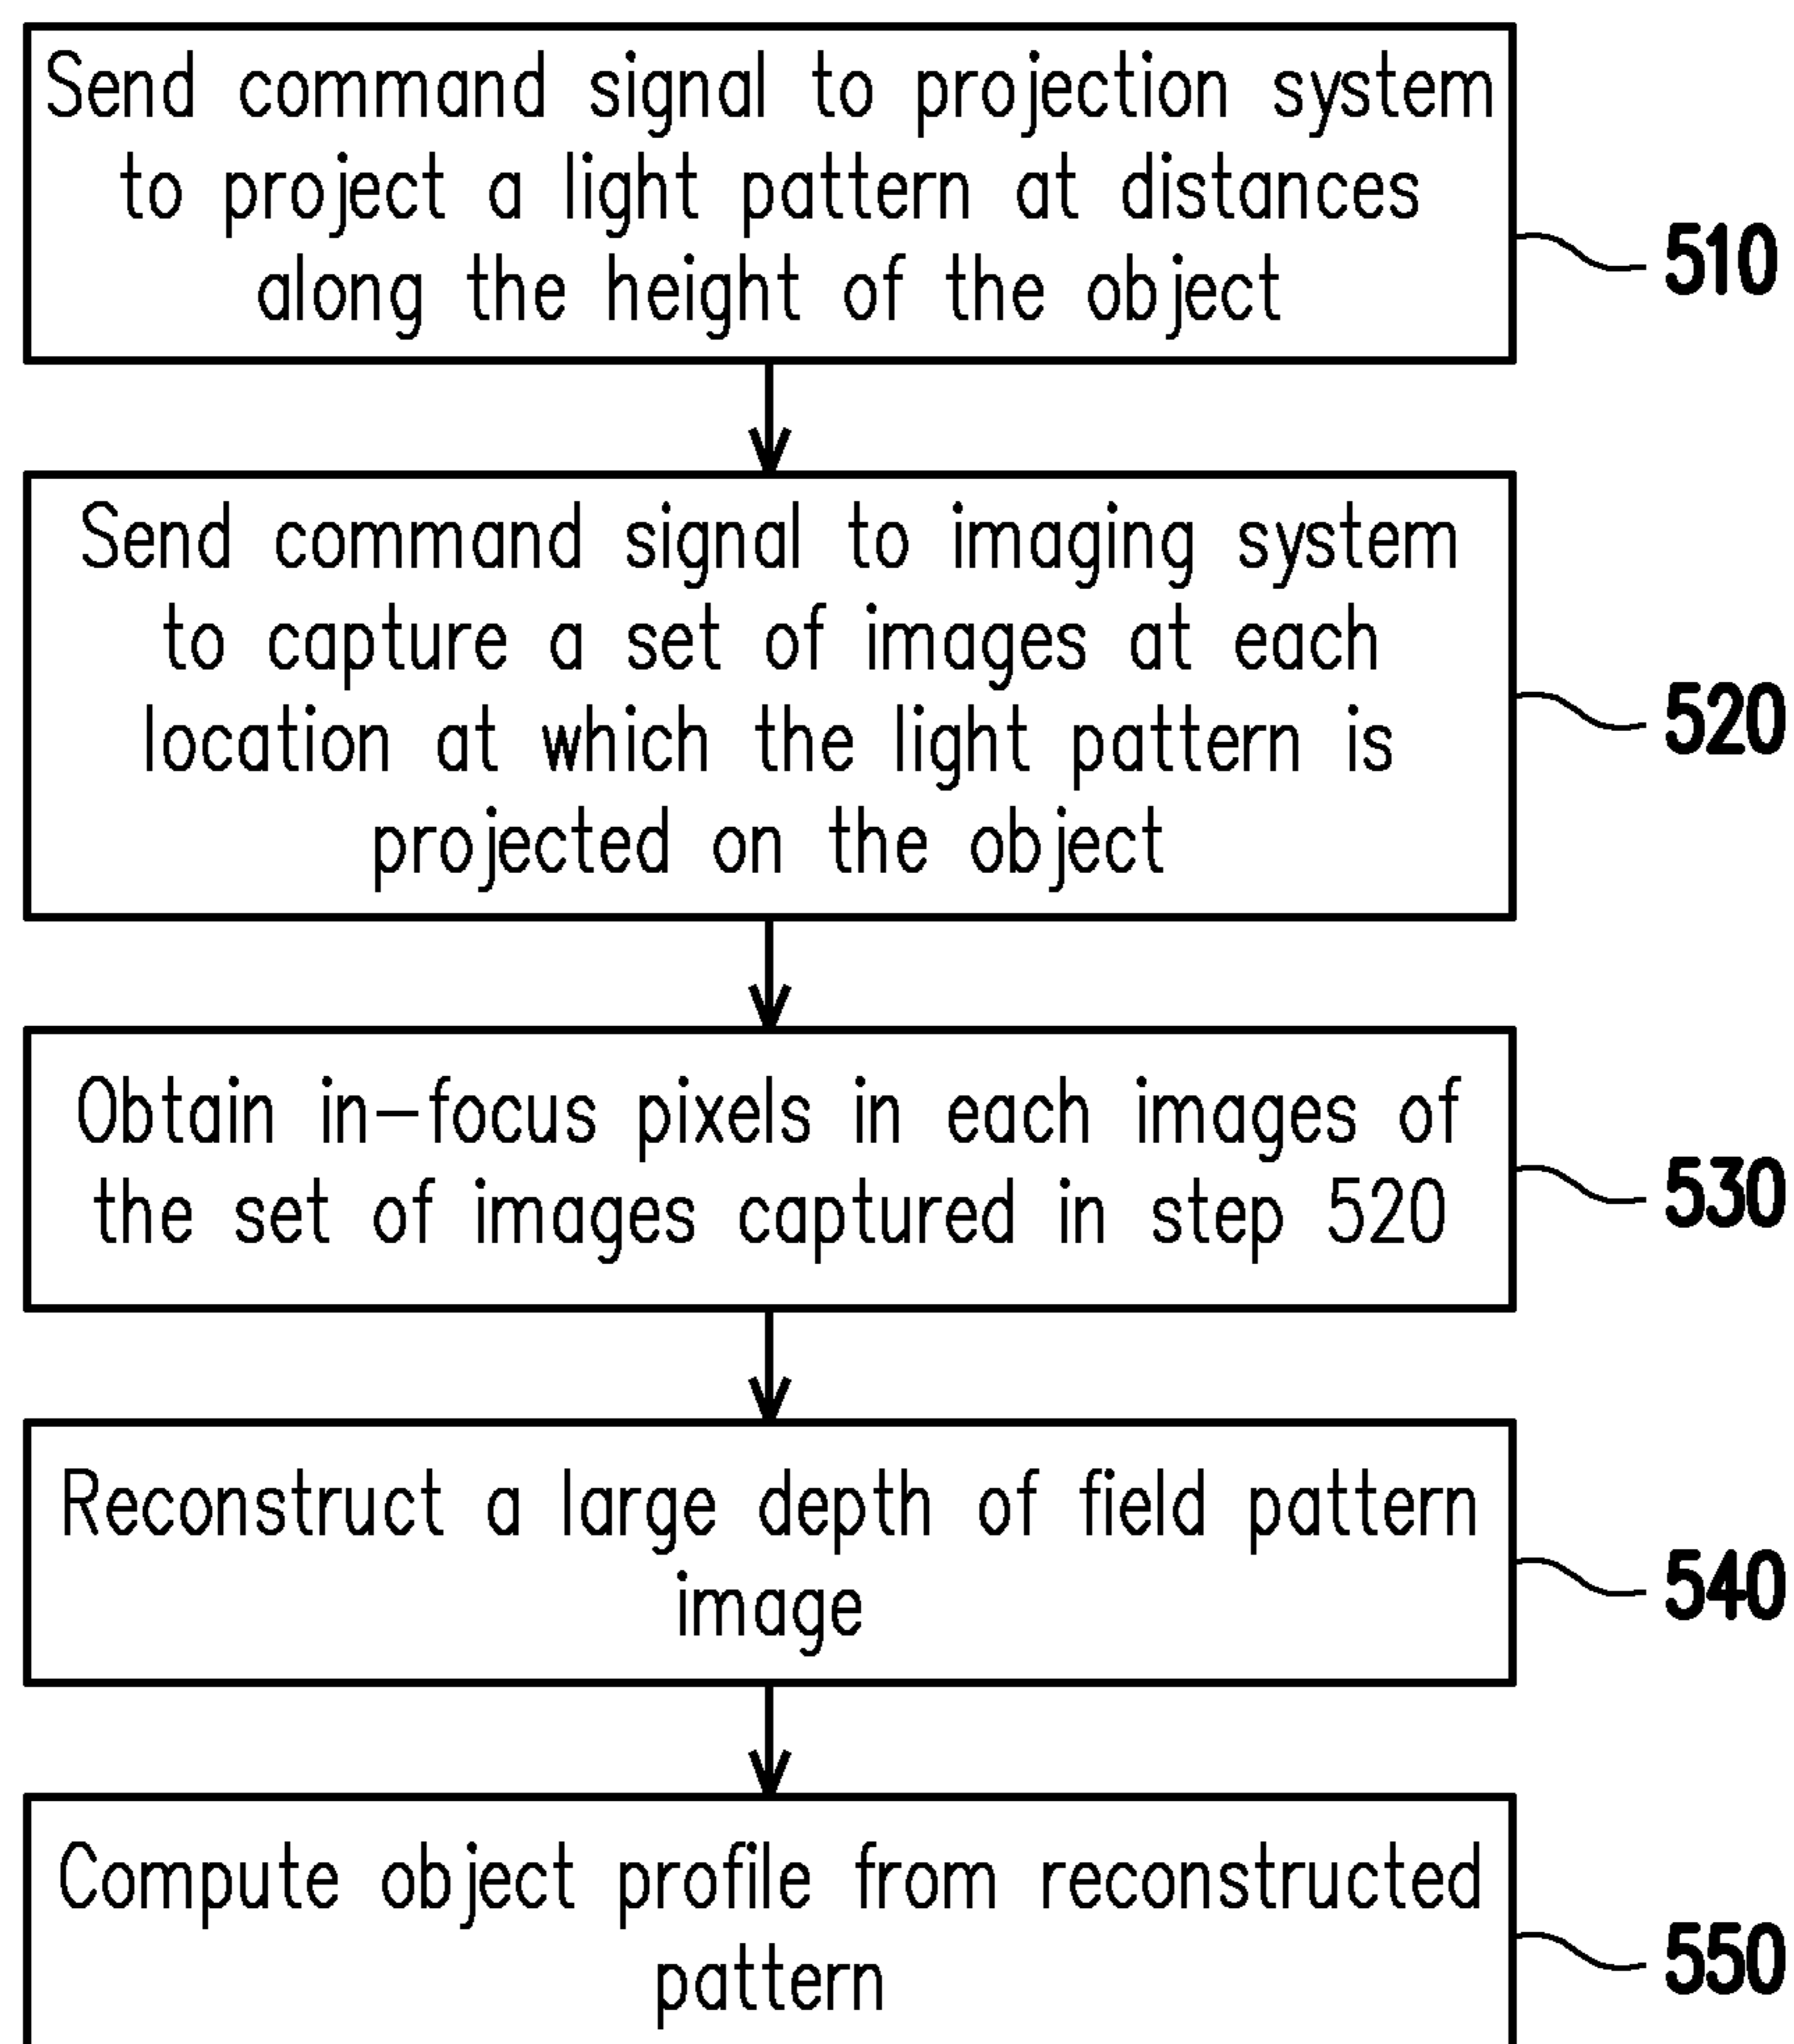 Send command signal to projection system
to project a light pattern at distances
along the height of the object
510
Send command signal to imaging system
to capture a set of images at each
location at which the light pattern is
projected on the object
520
Obtain in-focus pixels in each images of
the set of images captured in step 520
530
Reconstruct a large depth of field pattern
image
540
Compute object profile from reconstructed
pattern
550